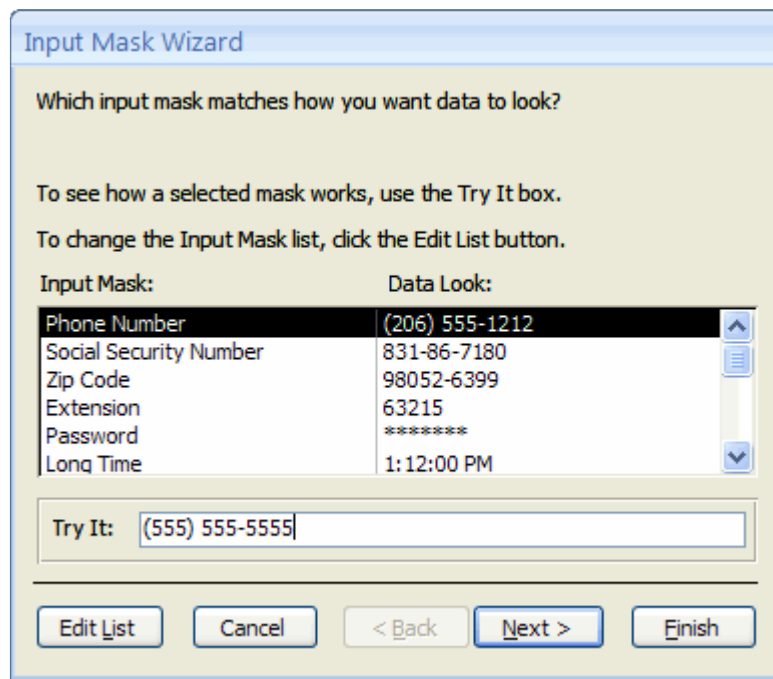 Input Mask Wizard
Which input mask matches how you want data to look?
To see how a selected mask works, use the Try It box.
To change the Input Mask list, click the Edit List button.
Input Mask: Data Look:
Phone Number (206) 555-1212
Social Security Number 831-86-7180
Zip Code 98052-6399
Extension 63215
Password *******
Long Time 1:12:00 PM
Try It: (555) 555-5555
Edit List Cancel < Back Next > Finish